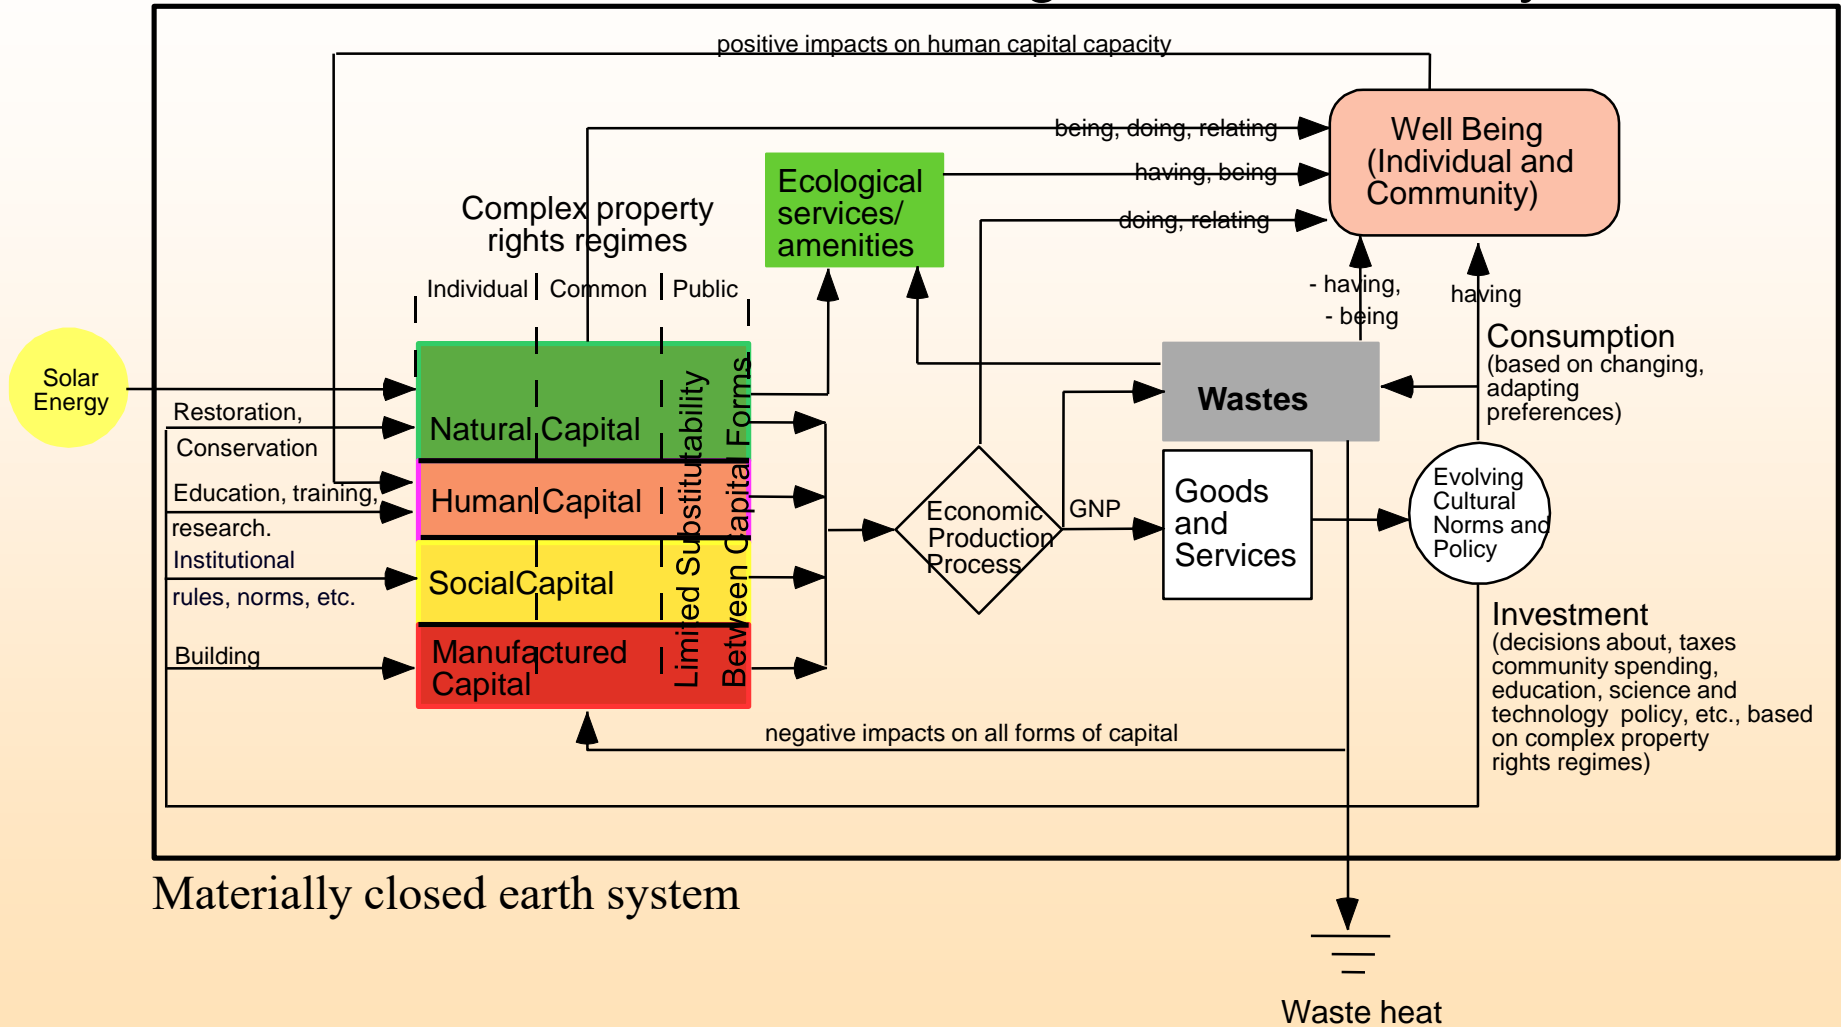 positive impacts on human capital capacity
being, doing, relating
having, being
doing, relating
Well Being
(Individual and
Community)
Ecological
services/
amenities
Complex property
rights regimes
Individual
Common
Public
- having,
- being
having
Consumption
(based on changing,
adapting
preferences)
Solar
Energy
Restoration,
Conservation
Education, training,
research.
Institutional
rules, norms, etc.
Building
Natural Capital
Human Capital
SocialCapital
Manufactured
Capital
Limited Substitutability
Between Capital Forms
Economic
Production
Process
GNP
Wastes
Goods
and
Services
Evolving
Cultural
Norms and
Policy
Investment
(decisions about, taxes
community spending,
education, science and
technology policy, etc., based
on complex property
rights regimes)
negative impacts on all forms of capital
Materially closed earth system
Waste heat